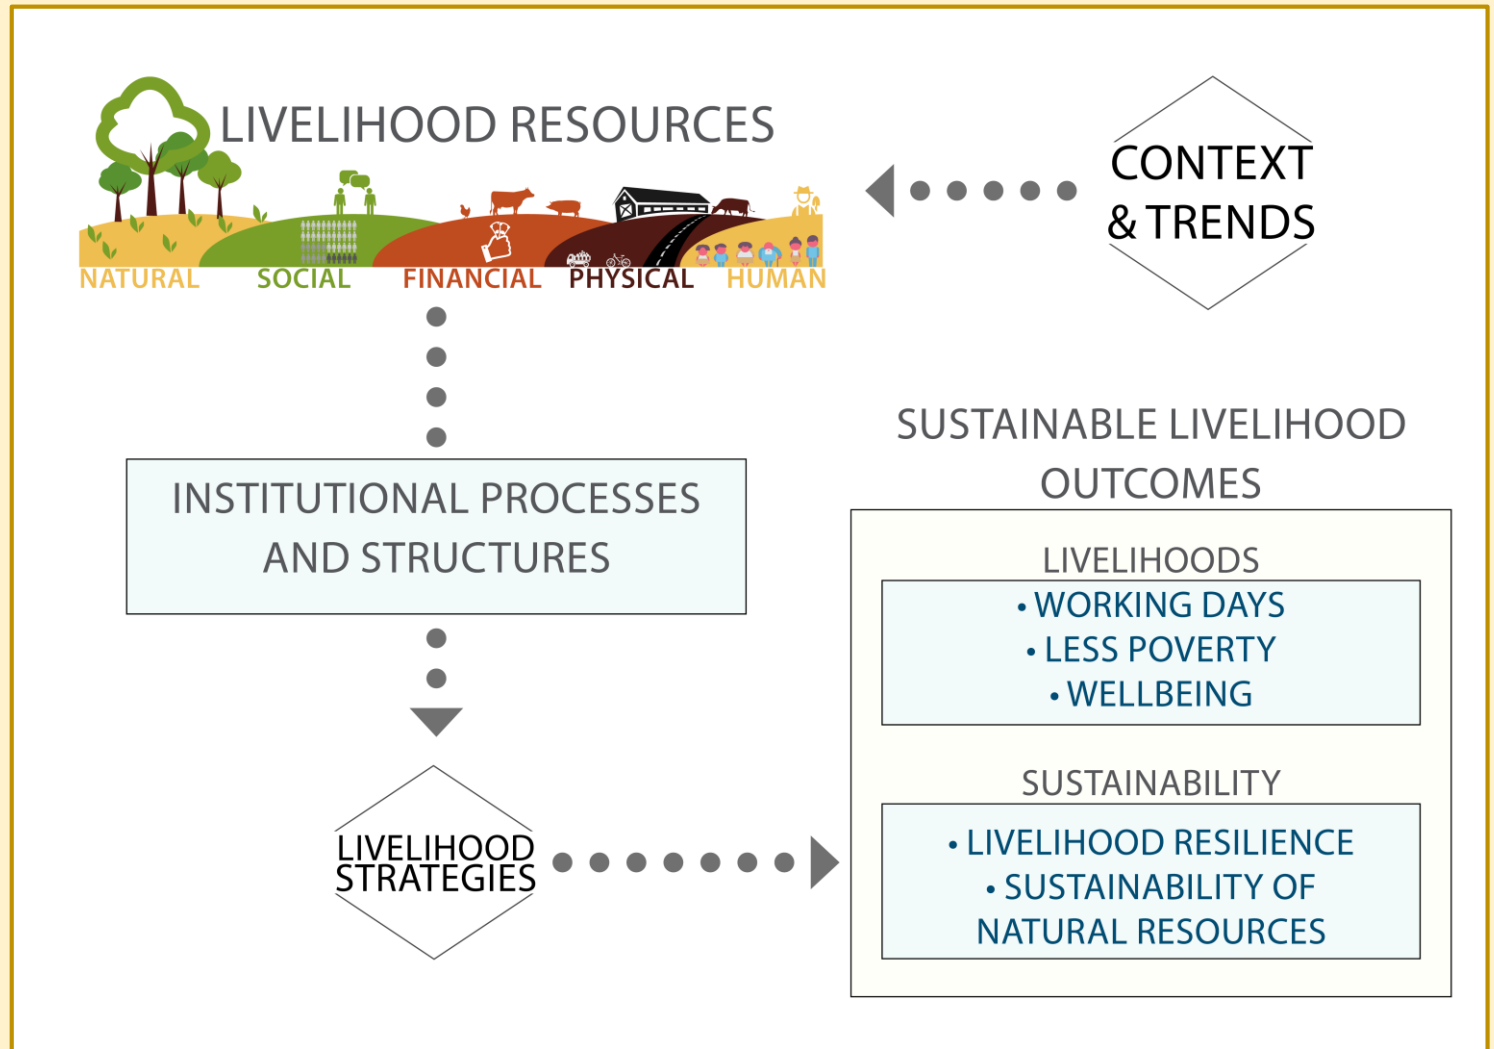 LIVELIHOOD RESOURCES
NATURAL SOCIAL FINANCIAL PHYSICAL HUMAN
CONTEXT
& TRENDS
INSTITUTIONAL PROCESSES
AND STRUCTURES
LIVELIHOOD
STRATEGIES
SUSTAINABLE LIVELIHOOD
OUTCOMES
LIVELIHOODS
• WORKING DAYS
• LESS POVERTY
• WELLBEING
SUSTAINABILITY
• LIVELIHOOD RESILIENCE
• SUSTAINABILITY OF
NATURAL RESOURCES